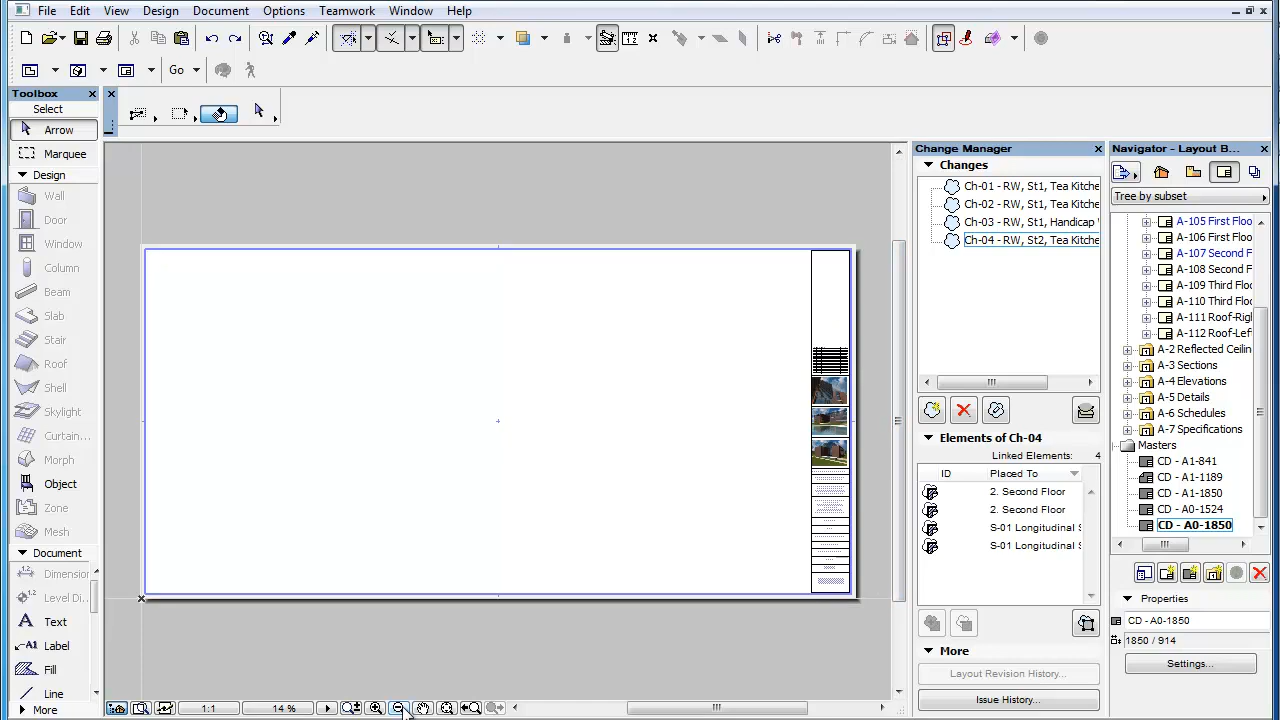 File Edit View Design Document Options Teamwork Window Help
Go
Toolbox
Select
Arrow
Marquee
Design
Wall
Door
Window
Column
Beam
Slab
Stair
Roof
Shell
Skylight
Curtain...
Morph
Object
Zone
Mesh
Document
Dimension
Level Di
Text
A1 Label
Fill
Line
More
1:1
14 %
Change Manager
Changes
Ch-01 - RW, St1, Tea Kitche
Ch-02 - RW, St1, Tea Kitche
Ch-03 - RW, St1, Handicap
Ch-04 - RW, St2, Tea Kitche
Elements of Ch-04
Linked Elements: 4
ID Placed To
2. Second Floor
2. Second Floor
S-01 Longitudinal S
S-01 Longitudinal S
More
Layout Revision History...
Issue History...
Navigator - Layout B...
Tree by subset
A-105 First Floo
A-106 First Floo
A-107 Second F
A-108 Second F
A-109 Third Floo
A-110 Third Floo
A-111 Roof-Rig
A-112 Roof-Left
A-2 Reflected Ceilin
A-3 Sections
A-4 Elevations
A-5 Details
A-6 Schedules
A-7 Specifications
Masters
CD - A1-841
CD - A1-1189
CD - A1-1850
CD - A0-1524
CD - A0-1850
Properties
CD - A0-1850
1850 / 914
Settings...